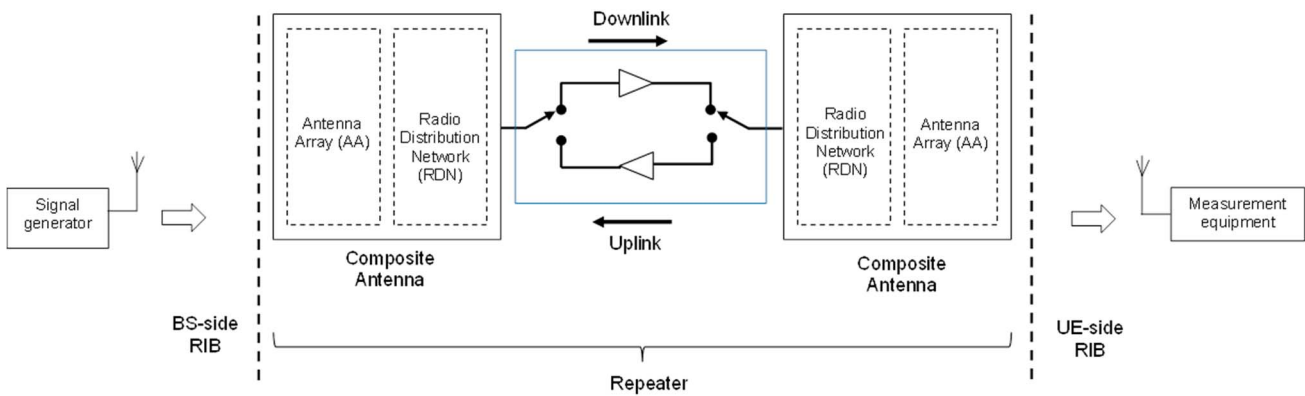 Downlink
Antenna
Array (AA)
Radio
Distribution
Network
(RDN)
Radio
Distribution
Network
(RDN)
Antenna
Array (AA)
Signal
generator
Measurement
equipment
Uplink
Composite
Antenna
Composite
Antenna
BS-side
RIB
UE-side
RIB
Repeater